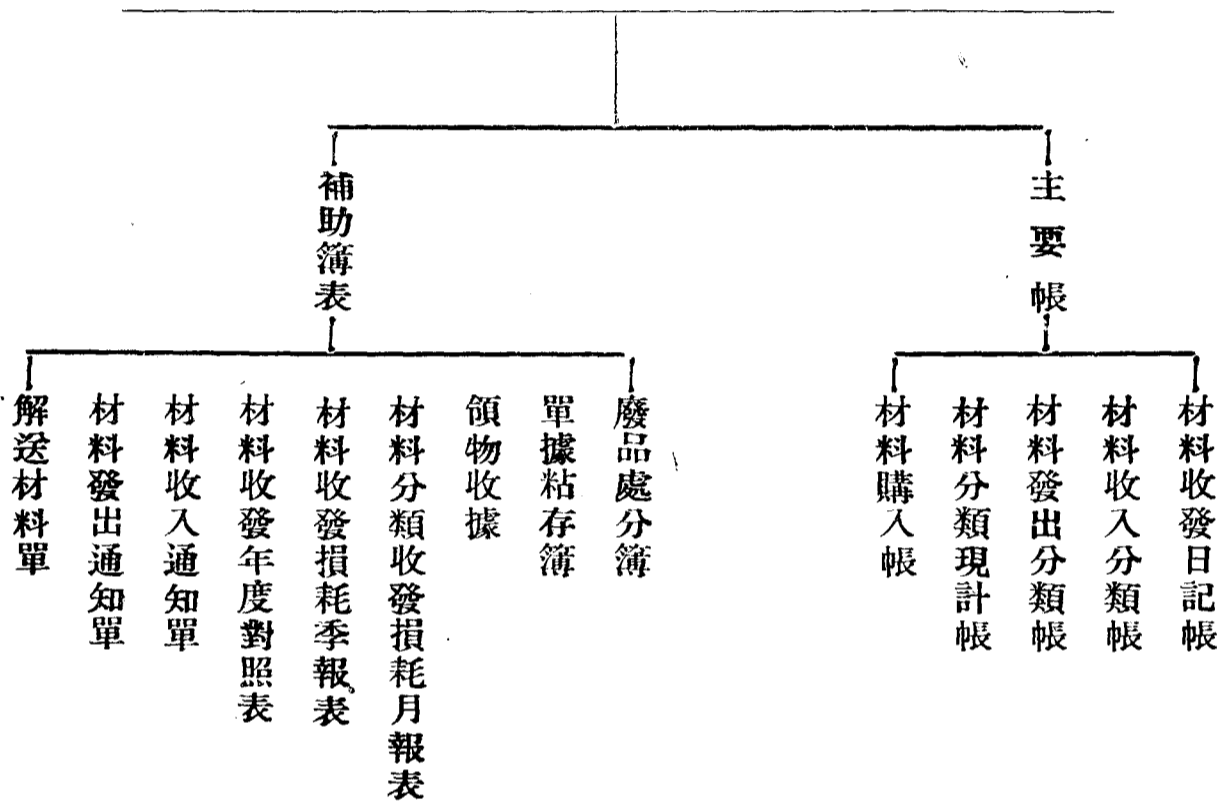 主要帳
材料收發日記帳
材料收入分類帳
材料發出分類帳
材料分類現計帳
材料購入帳
補助簿表
廢品處分簿
單據粘存簿
領物收據
材料分類收發損耗月報表
材料收發損耗季報表
材料收發年度對照表
材料收入通知單
材料發出通知單
解送材料單